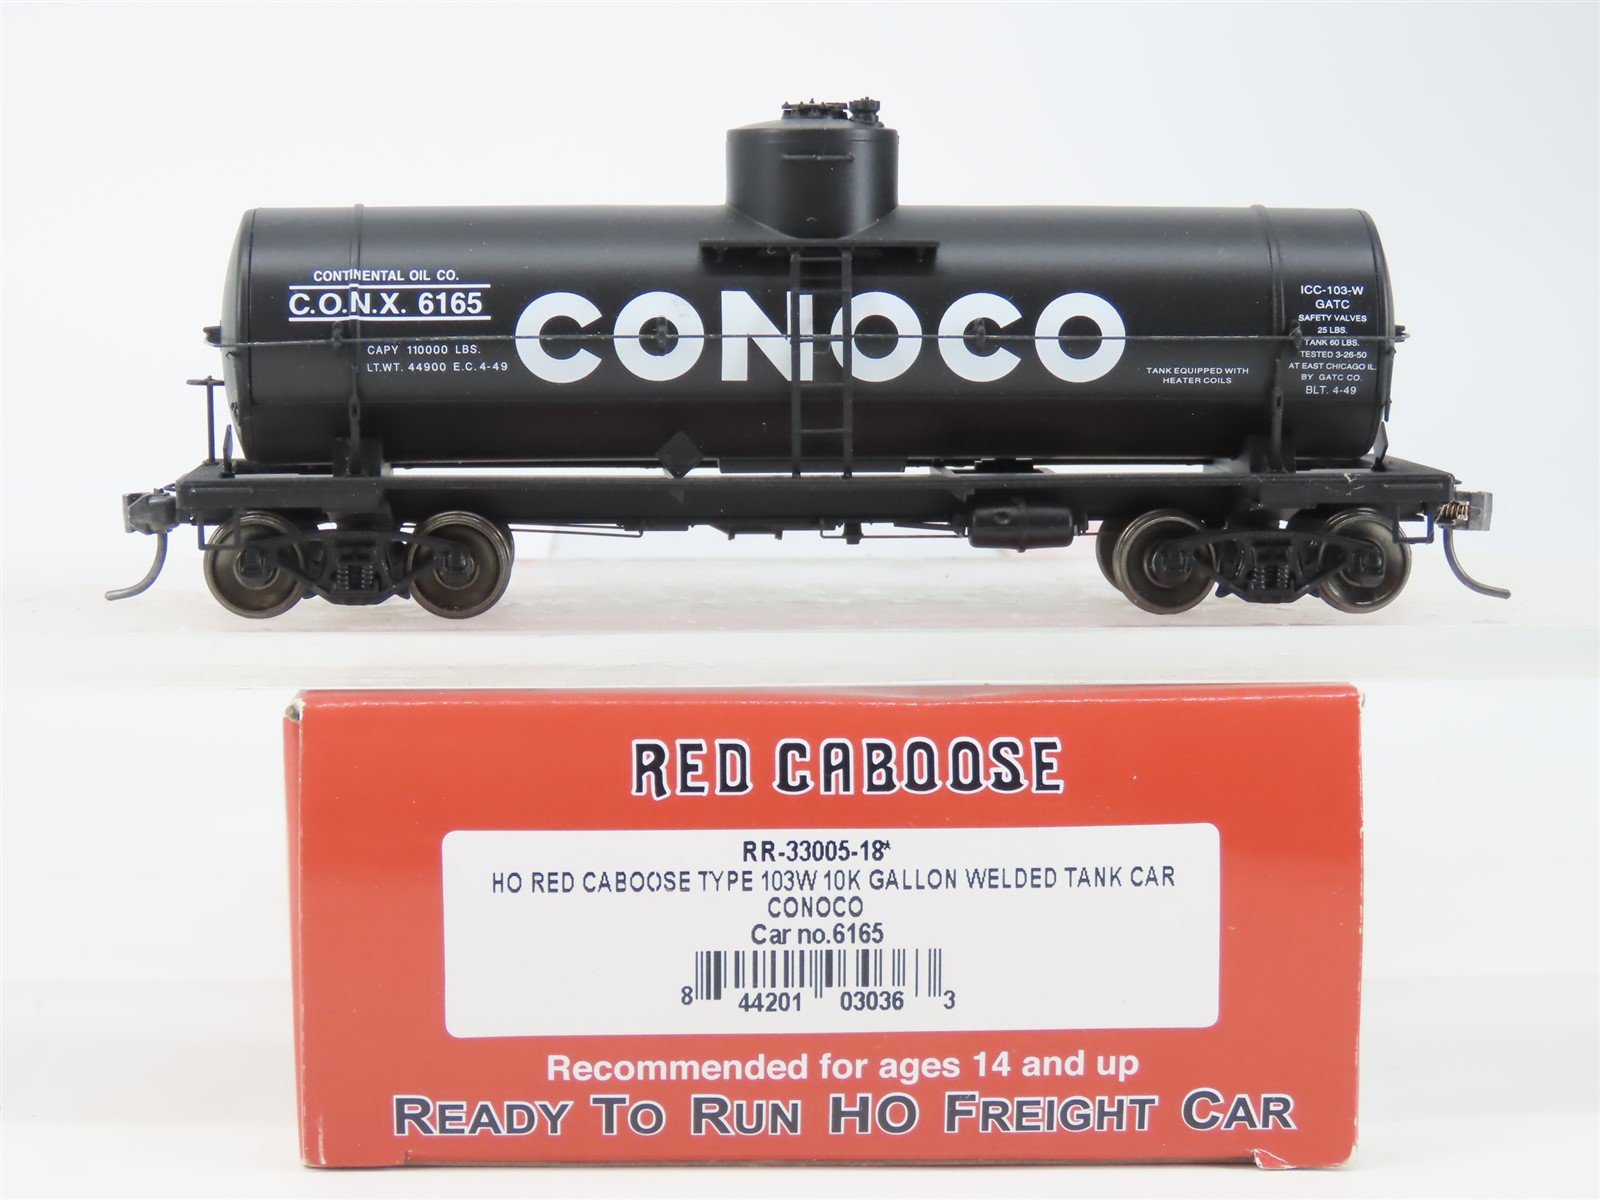 CONTINENTAL OIL CO.
C.O.N.X. 6165
CAPY 110000 LBS.
LT.WT. 44900 E.C. 4-49
CONOCO
TANK EQUIPPED WITH
HEATER COILS
ICC-103-W
GATC
SAFETY VALVES
25 LBS.
TANK 60 LBS.
TESTED 3-26-50
AT EAST CHICAGO IL.
BY GATC CO.
BLT. 4-49
RED CABOOSE
RR-33005-18*
HO RED CABOOSE TYPE 103W 10K GALLON WELDED TANK CAR
CONOCO
Car no.6165
8 44201 03036 3
Recommended for ages 14 and up
READY TO RUN HO FREIGHT CAR